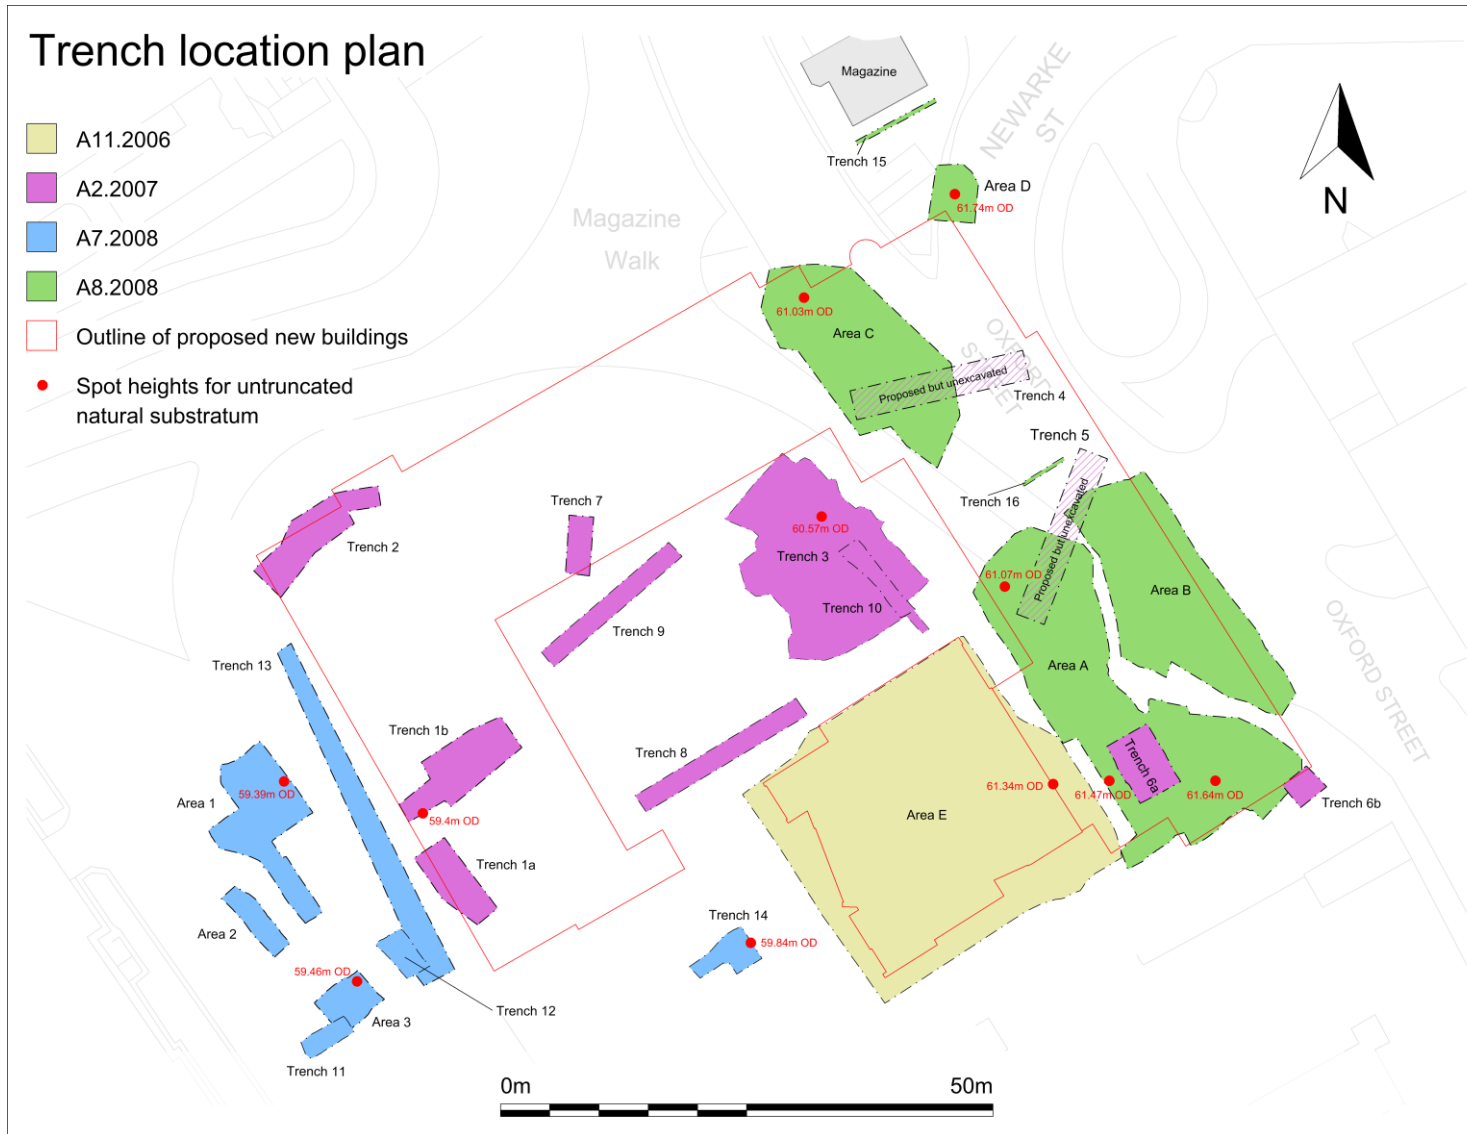 Trench location plan
A11.2006
A2.2007
A7.2008
A8.2008
Outline of proposed new buildings
Spot heights for untruncated
natural substratum
Magazine
NEWARKE
ST
Trench 15
Area D
61.74m OD
N
Magazine
Walk
61.03m OD
Area C
OXFORD
STREET
Proposed but unexcavated
Trench 4
Trench 5
Trench 16
Proposed but unexcavated
Trench 7
Trench 2
60.57m OD
Trench 3
Trench 10
61.07m OD
Area B
Trench 9
OXFORD STREET
Trench 13
Area A
Trench 1b
Trench 8
Trench 6a
59.39m OD
Area 1
61.34m OD
61.47m OD
61.64m OD
Trench 6b
59.4m OD
Area E
Trench 1a
Trench 14
Area 2
59.84m OD
59.46m OD
Trench 12
Area 3
Trench 11
0m
50m